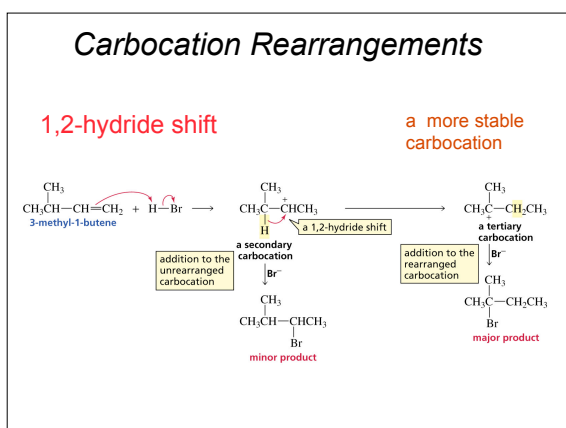 Carbocation Rearrangements
1,2-hydride shift
a more stable
carbocation
CH₃
CH₃CH—CH=CH₂ + H—Br
3-methyl-1-butene
CH₃
+
CH₃C—CHCH₃
H
a 1,2-hydride shift
a secondary
carbocation
addition to the
unrearranged
carbocation
Br⁻
CH₃
CH₃CH—CHCH₃
Br
minor product
CH₃
CH₃C—CH₂CH₃
+
a tertiary
carbocation
addition to the
rearranged
carbocation
Br⁻
CH₃
CH₃C—CH₂CH₃
Br
major product